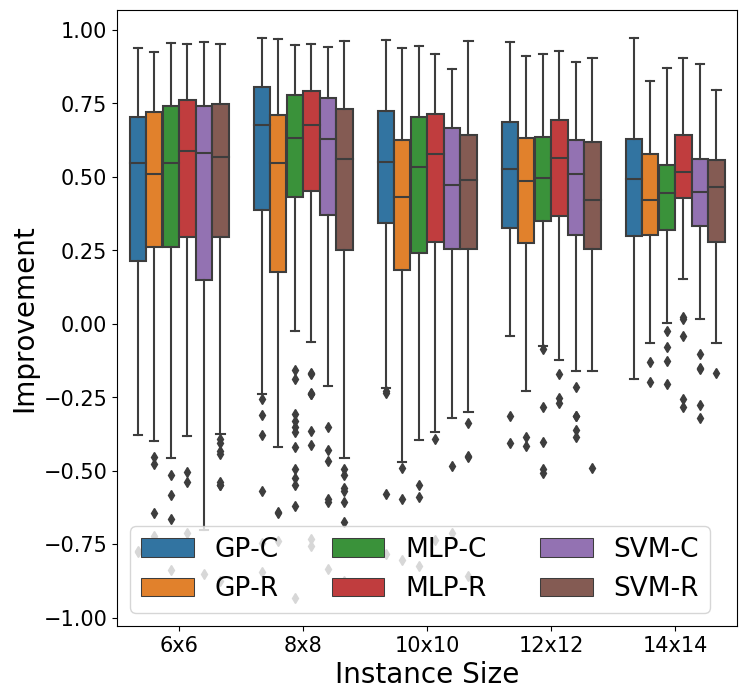 1.00
0.75
0.50
0.25
0.00
−0.25
−0.50
−0.75
−1.00
Improvement
GP-C MLP-C SVM-C
GP-R MLP-R SVM-R
6x6 8x8 10x10 12x12 14x14
Instance Size